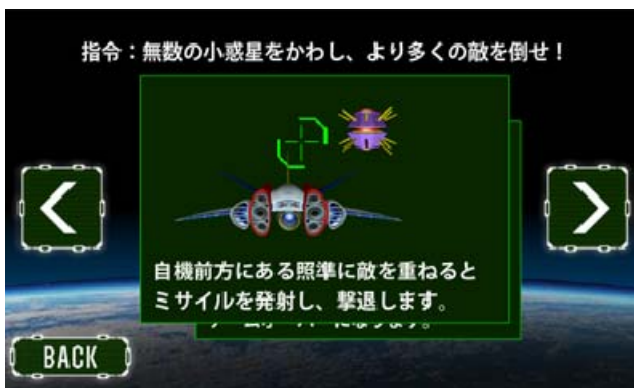 指令：無数の小惑星をかわし、より多くの敵を倒せ！
自機前方にある照準に敵を重ねると
ミサイルを発射し、撃退します。
BACK